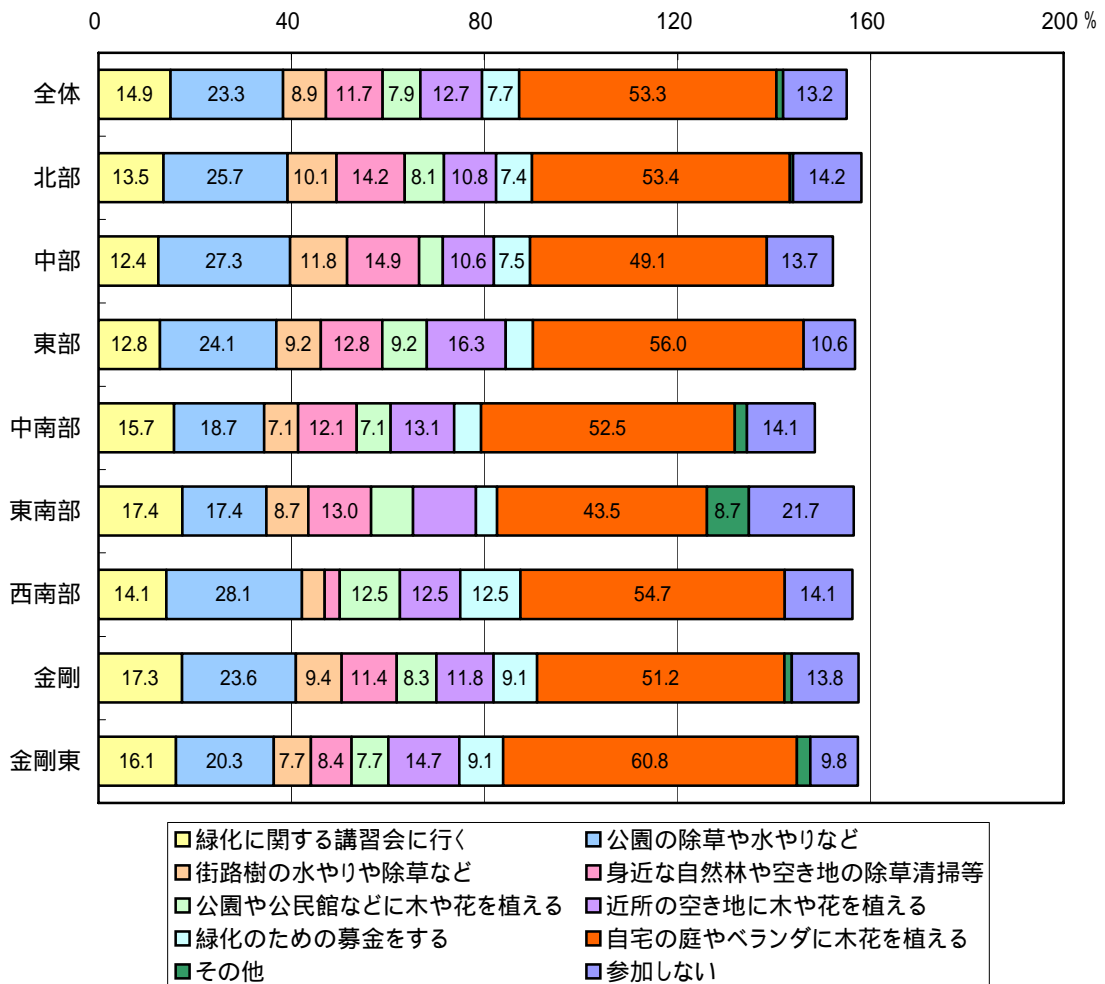 0 40 80 120 160 200 %
全体 14.9 23.3 8.9 11.7 7.9 12.7 7.7 53.3 13.2
北部 13.5 25.7 10.1 14.2 8.1 10.8 7.4 53.4 14.2
中部 12.4 27.3 11.8 14.9 10.6 7.5 49.1 13.7
東部 12.8 24.1 9.2 12.8 9.2 16.3 56.0 10.6
中南部 15.7 18.7 7.1 12.1 7.1 13.1 52.5 14.1
東南部 17.4 17.4 8.7 13.0 43.5 8.7 21.7
西南部 14.1 28.1 12.5 12.5 12.5 54.7 14.1
金剛 17.3 23.6 9.4 11.4 8.3 11.8 9.1 51.2 13.8
金剛東 16.1 20.3 7.7 8.4 7.7 14.7 9.1 60.8 9.8
緑化に関する講習会に行く 公園の除草や水やりなど
街路樹の水やりや除草など 身近な自然林や空き地の除草清掃等
公園や公民館などに木や花を植える 近所の空き地に木や花を植える
緑化のための募金をする 自宅の庭やベランダに木花を植える
その他 参加しない